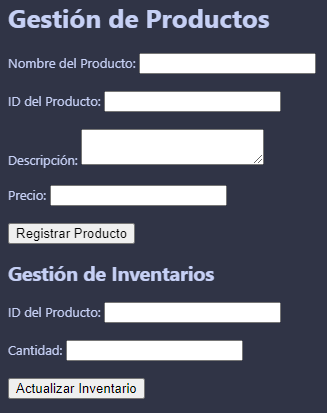 Gestión de Productos
Nombre del Producto:
ID del Producto:
Descripción:
Precio:
Registrar Producto
Gestión de Inventarios
ID del Producto:
Cantidad:
Actualizar Inventario